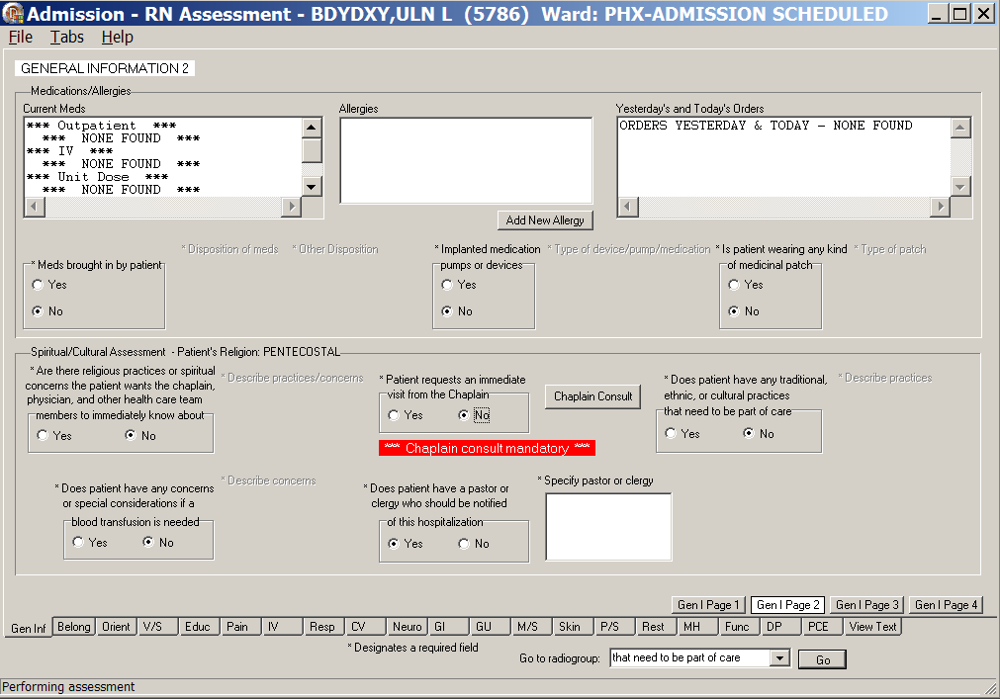 Admission - RN Assessment - BDYDXY,ULN L  (5786)  Ward: PHX-ADMISSION SCHEDULED
File Tabs Help
GENERAL INFORMATION 2
Medications/Allergies
Current Meds
*** Outpatient ***
*** NONE FOUND ***
*** IV ***
*** NONE FOUND ***
*** Unit Dose ***
*** NONE FOUND ***
Allergies
Add New Allergy
Yesterday's and Today's Orders
ORDERS YESTERDAY & TODAY - NONE FOUND
* Meds brought in by patient
Yes
No
* Disposition of meds
* Other Disposition
* Implanted medication
pumps or devices
Yes
No
* Type of device/pump/medication
* Is patient wearing any kind
of medicinal patch
Yes
No
* Type of patch
Spiritual/Cultural Assessment - Patient's Religion: PENTECOSTAL
* Are there religious practices or spiritual
concerns the patient wants the chaplain,
physician, and other health care team
members to immediately know about
Yes No
* Describe practices/concerns
* Patient requests an immediate
visit from the Chaplain
Yes No
*** Chaplain consult mandatory ***
Chaplain Consult
* Does patient have any traditional,
ethnic, or cultural practices
that need to be part of care
Yes No
* Describe practices
* Does patient have any concerns
or special considerations if a
blood transfusion is needed
Yes No
* Describe concerns
* Does patient have a pastor or
clergy who should be notified
of this hospitalization
Yes No
* Specify pastor or clergy
Gen I Page 1 Gen I Page 2 Gen I Page 3 Gen I Page 4
Gen Inf Belong Orient V/S Educ Pain IV Resp CV Neuro GI GU M/S Skin P/S Rest MH Func DP PCE View Text
* Designates a required field
Go to radiogroup: that need to be part of care Go
Performing assessment